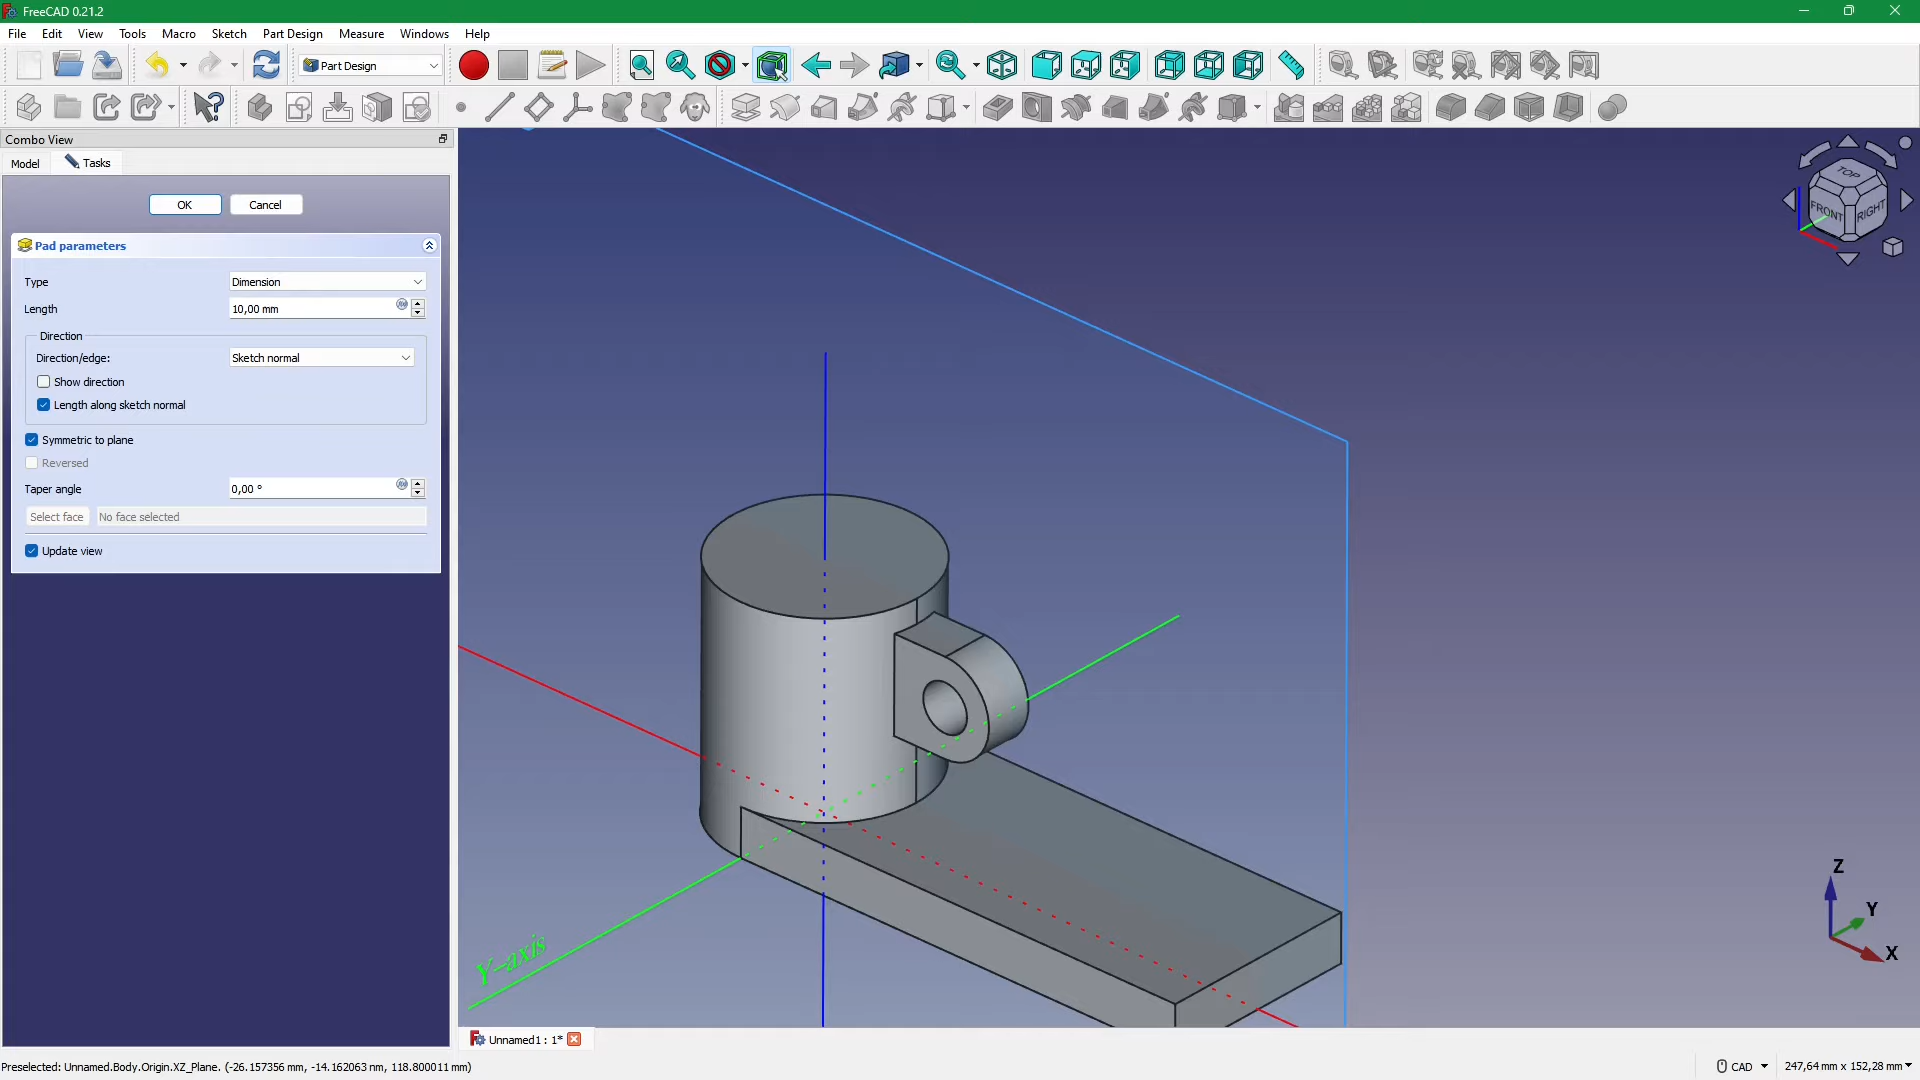 FreeCAD 0.21.2
File Edit View Tools Macro Sketch Part Design Measure Windows Help
Part Design
Combo View
Model Tasks
OK Cancel
Pad parameters
Type Dimension
Length 10,00 mm
Direction
Direction/edge: Sketch normal
Show direction
Length along sketch normal
Symmetric to plane
Reversed
Taper angle 0,00 °
Select face No face selected
Update view
TOP
FRONT RIGHT
Y-axis
Z
Y
X
Unnamed1 : 1*
Preselected: Unnamed.Body.Origin.XZ_Plane. (-26.157356 mm, -14.162063 nm, 118.800011 mm)
CAD 247,64 mm x 152,28 mm